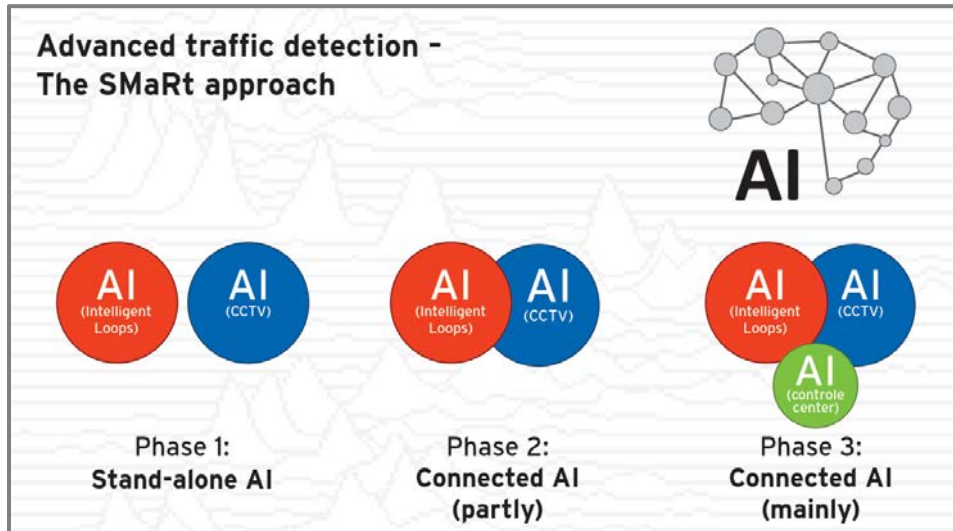 Advanced traffic detection –
The SMaRt approach
AI
AI
(Intelligent
Loops)
AI
(CCTV)
Phase 1:
Stand-alone AI
AI
(Intelligent
Loops)
AI
(CCTV)
Phase 2:
Connected AI
(partly)
AI
(Intelligent
Loops)
AI
(CCTV)
AI
(controle
center)
Phase 3:
Connected AI
(mainly)